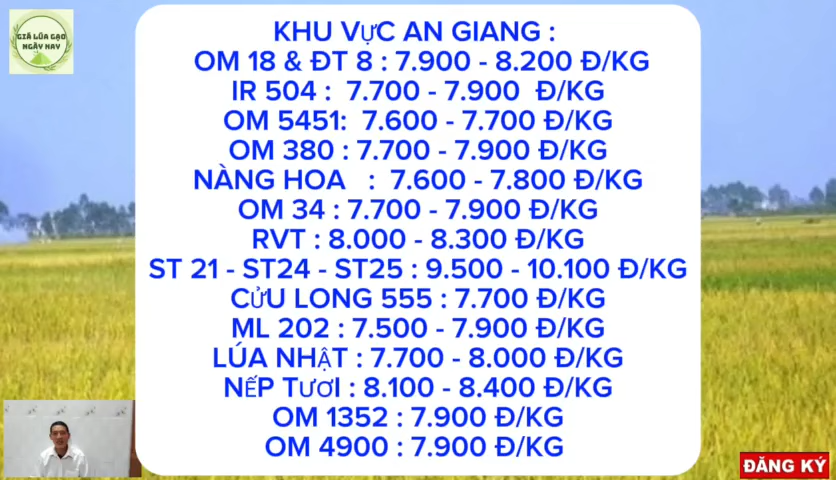 GIÁ LÚA GẠO
NGÀY NAY
KHU VỰC AN GIANG :
OM 18 & ĐT 8 : 7.900 - 8.200 Đ/KG
IR 504 : 7.700 - 7.900 Đ/KG
OM 5451: 7.600 - 7.700 Đ/KG
OM 380 : 7.700 - 7.900 Đ/KG
NÀNG HOA : 7.600 - 7.800 Đ/KG
OM 34 : 7.700 - 7.900 Đ/KG
RVT : 8.000 - 8.300 Đ/KG
ST 21 - ST24 - ST25 : 9.500 - 10.100 Đ/KG
CỬU LONG 555 : 7.700 Đ/KG
ML 202 : 7.500 - 7.900 Đ/KG
LÚA NHẬT : 7.700 - 8.000 Đ/KG
NẾP TƯƠI : 8.100 - 8.400 Đ/KG
OM 1352 : 7.900 Đ/KG
OM 4900 : 7.900 Đ/KG
ĐĂNG KÝ